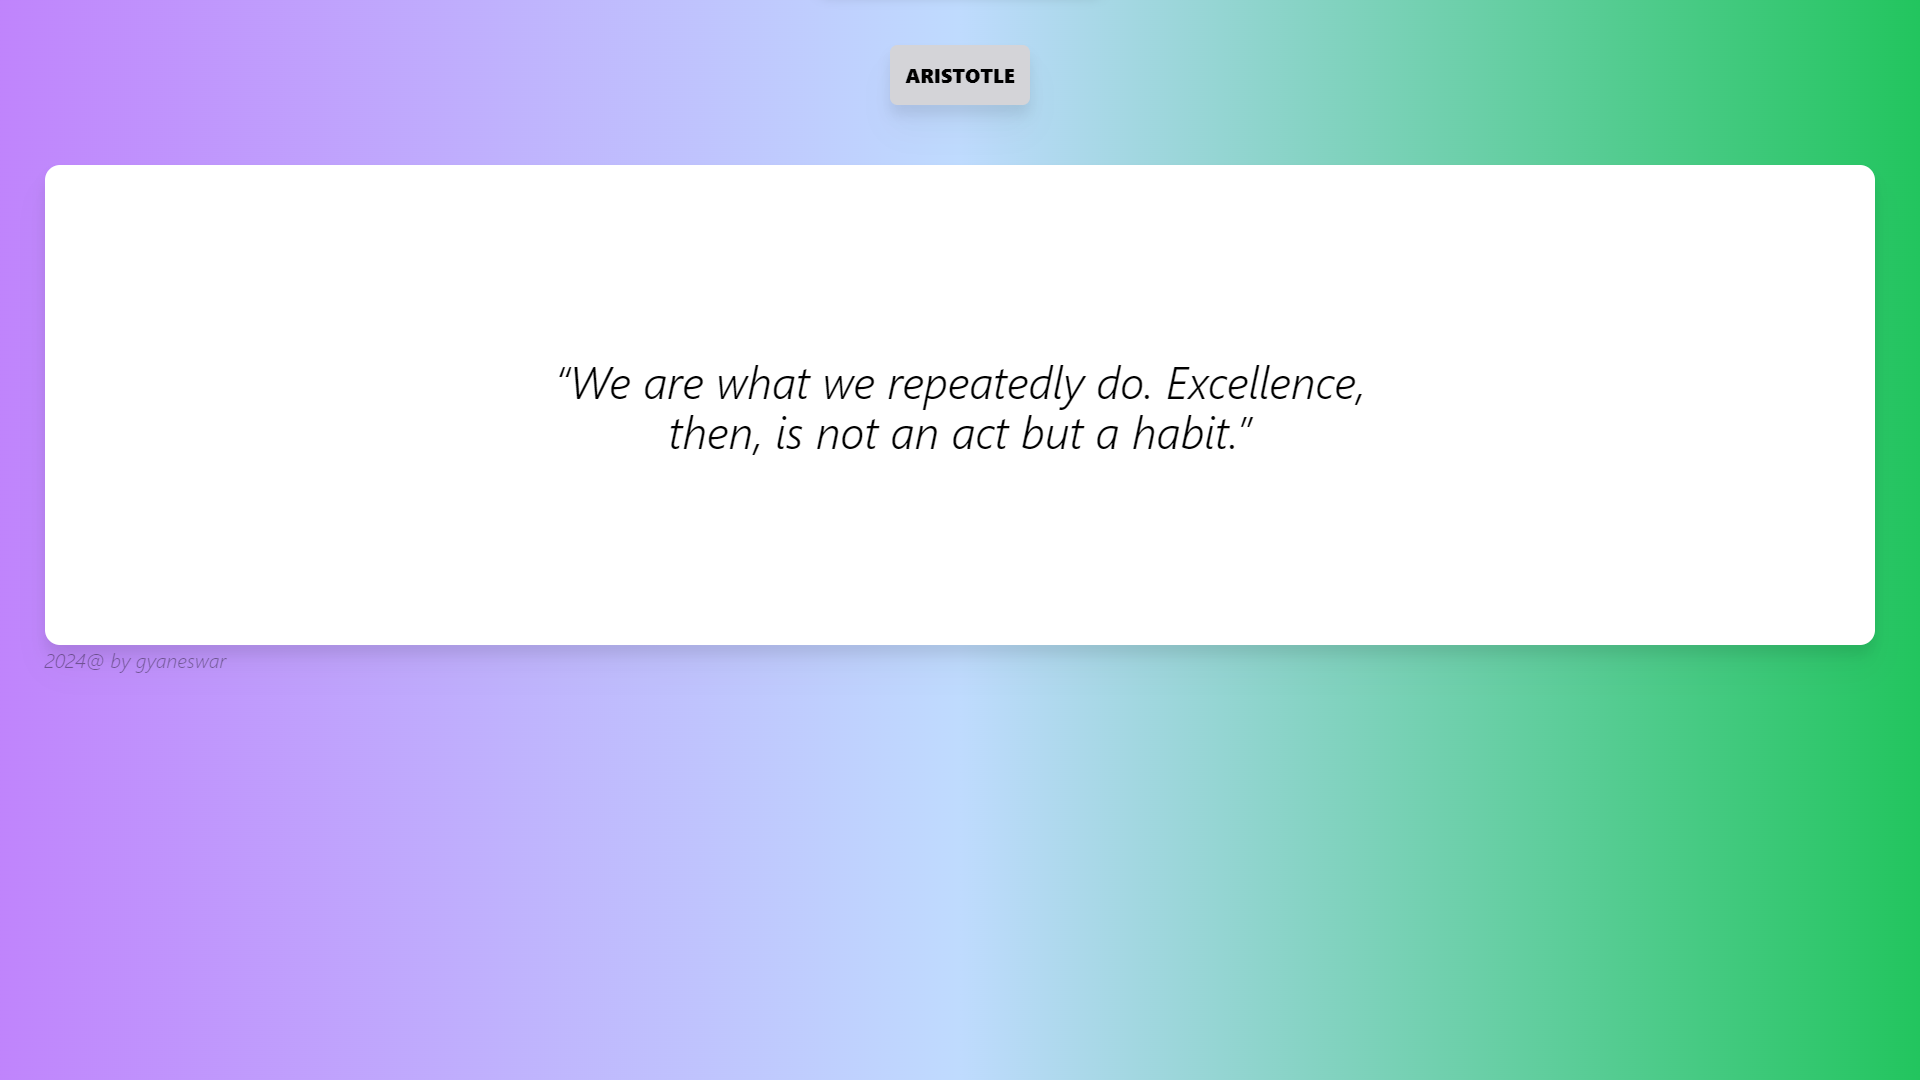 ARISTOTLE
“We are what we repeatedly do. Excellence,
then, is not an act but a habit.”
2024@ by gyaneswar